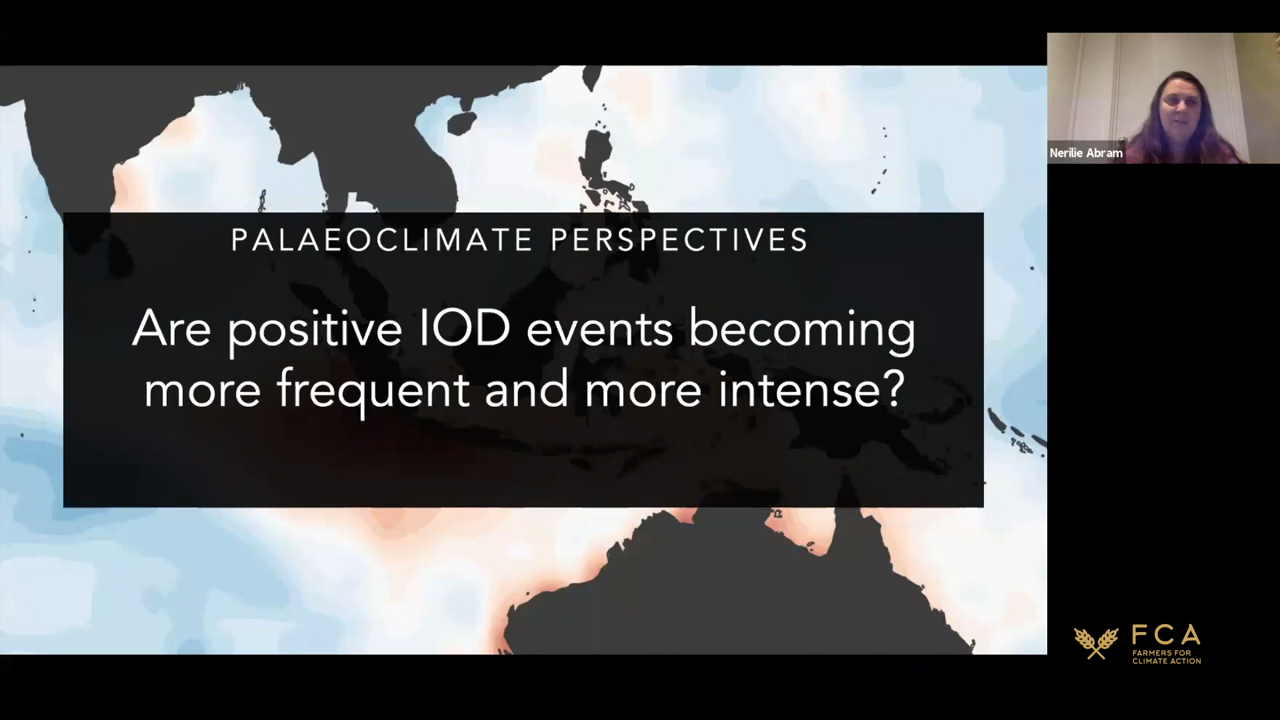 PALAEOCLIMATE PERSPECTIVES
Are positive IOD events becoming
more frequent and more intense?
Nerilie Abram
FCA
FARMERS FOR
CLIMATE ACTION